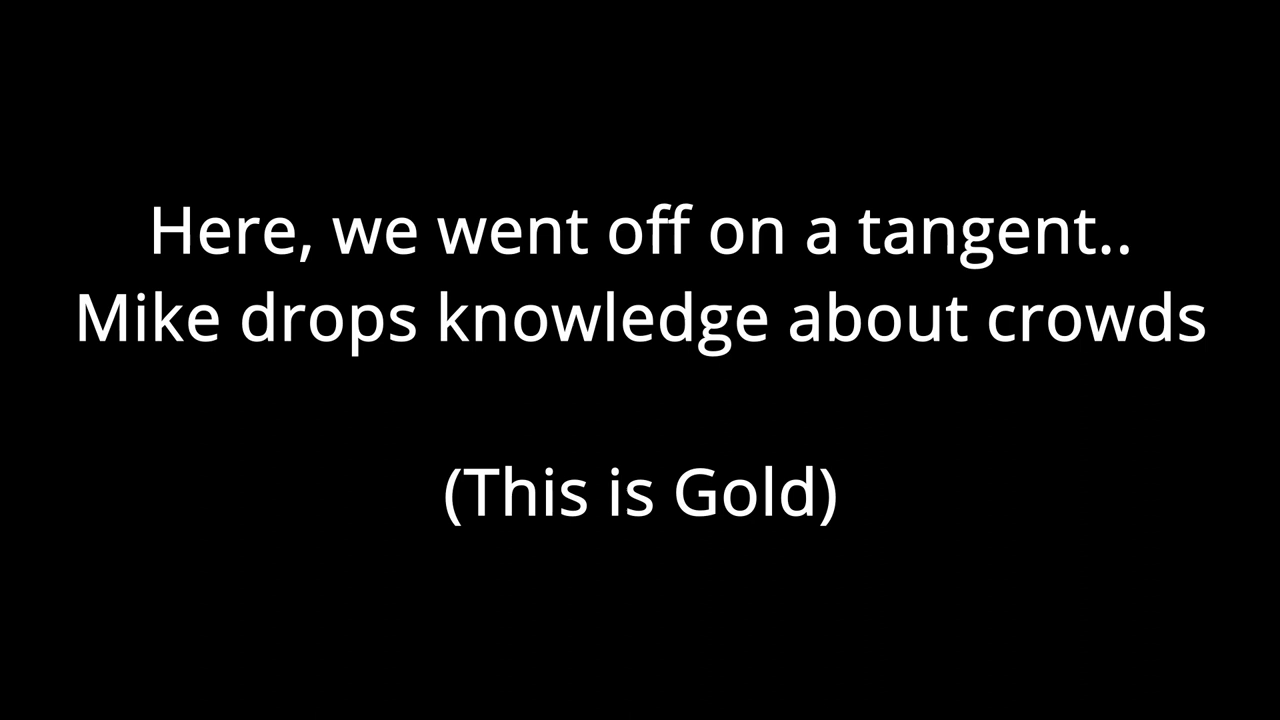 Here, we went off on a tangent..
Mike drops knowledge about crowds
(This is Gold)